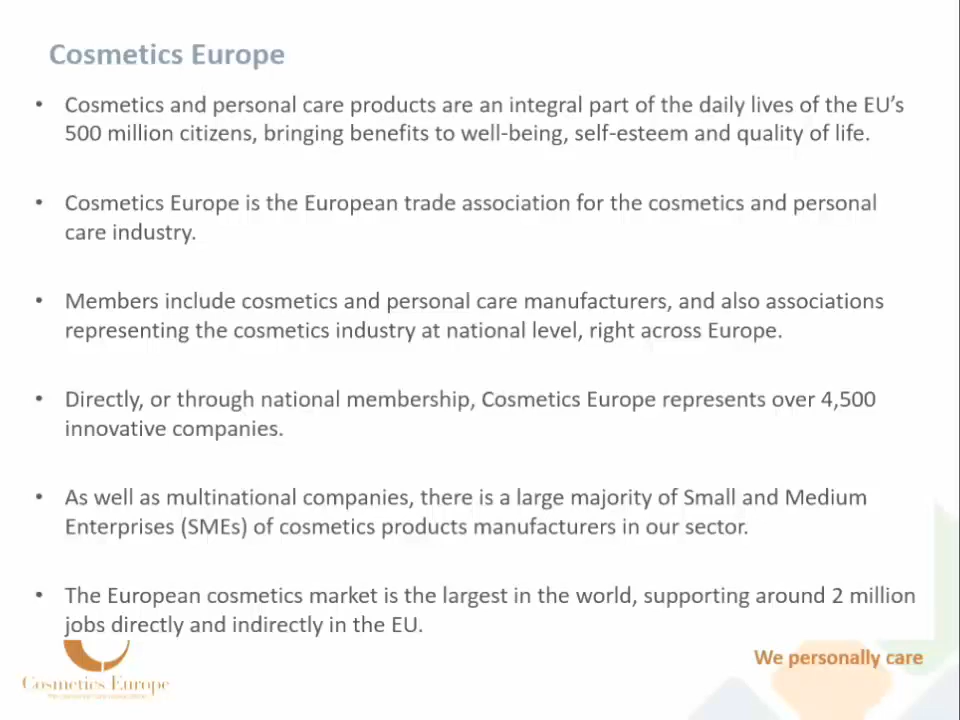 Cosmetics Europe
• Cosmetics and personal care products are an integral part of the daily lives of the EU’s
500 million citizens, bringing benefits to well-being, self-esteem and quality of life.
• Cosmetics Europe is the European trade association for the cosmetics and personal
care industry.
• Members include cosmetics and personal care manufacturers, and also associations
representing the cosmetics industry at national level, right across Europe.
• Directly, or through national membership, Cosmetics Europe represents over 4,500
innovative companies.
• As well as multinational companies, there is a large majority of Small and Medium
Enterprises (SMEs) of cosmetics products manufacturers in our sector.
• The European cosmetics market is the largest in the world, supporting around 2 million
jobs directly and indirectly in the EU.
We personally care
Cosmetics Europe